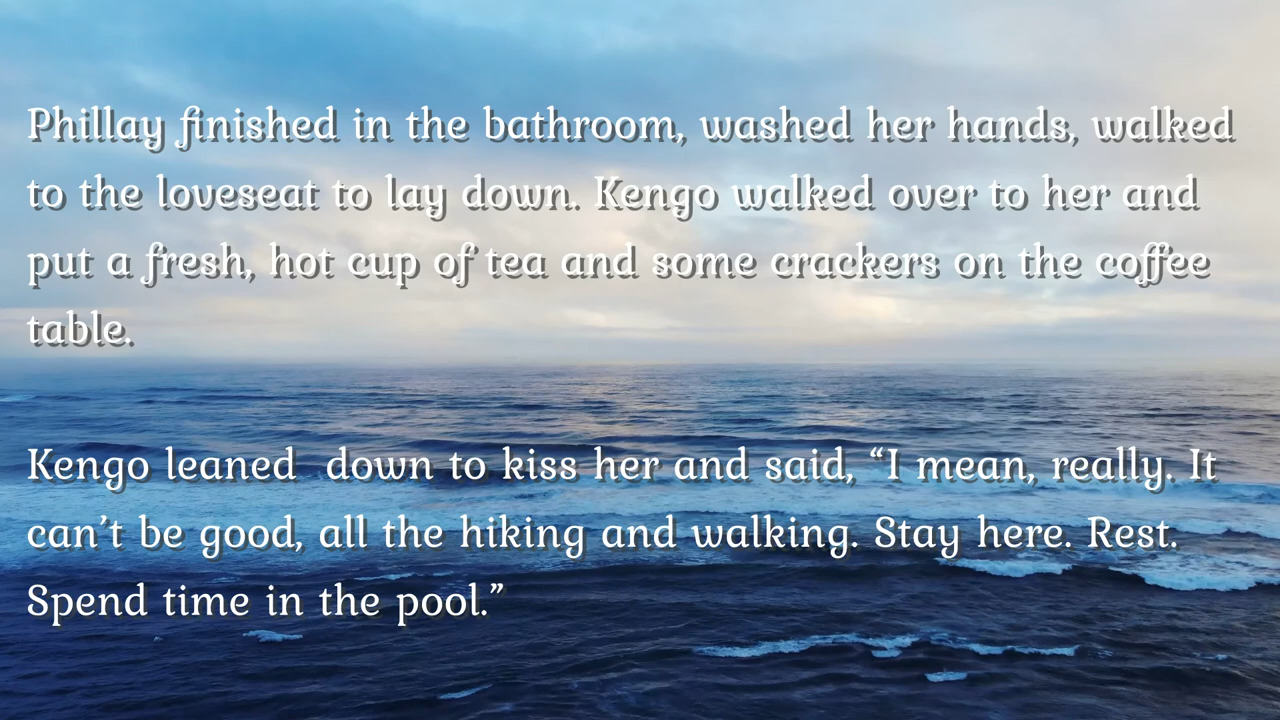 Phillay finished in the bathroom, washed her hands, walked
to the loveseat to lay down. Kengo walked over to her and
put a fresh, hot cup of tea and some crackers on the coffee
table.
Kengo leaned  down to kiss her and said, “I mean, really. It
can’t be good, all the hiking and walking. Stay here. Rest.
Spend time in the pool.”